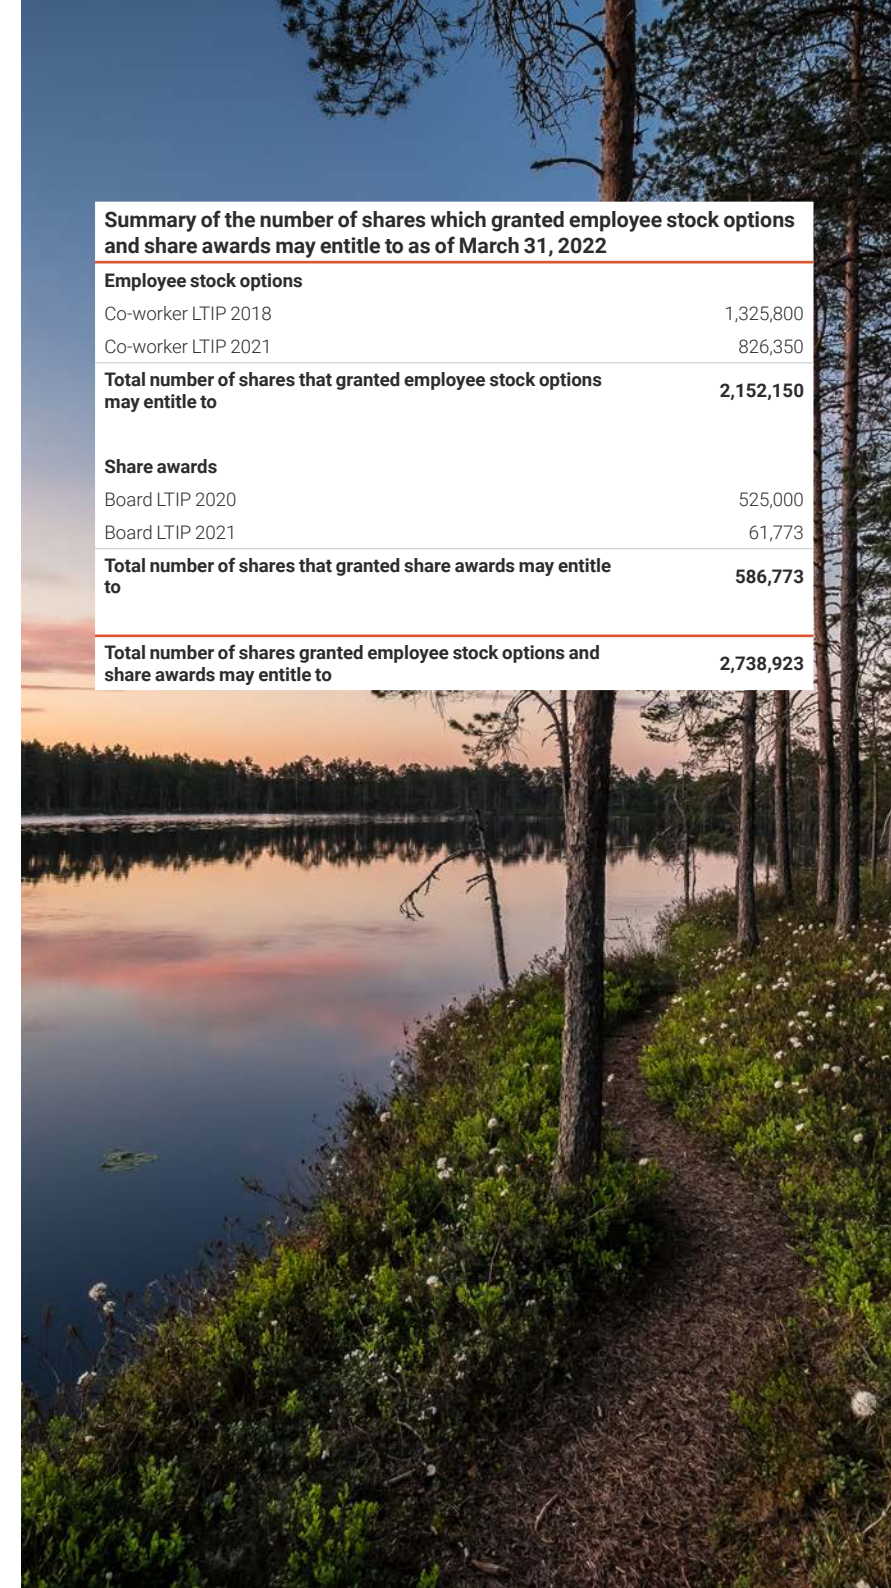 Summary of the number of shares which granted employee stock options
and share awards may entitle to as of March 31, 2022
Employee stock options
Co-worker LTIP 2018 1,325,800
Co-worker LTIP 2021 826,350
Total number of shares that granted employee stock options
may entitle to 2,152,150
Share awards
Board LTIP 2020 525,000
Board LTIP 2021 61,773
Total number of shares that granted share awards may entitle
to 586,773
Total number of shares granted employee stock options and
share awards may entitle to 2,738,923